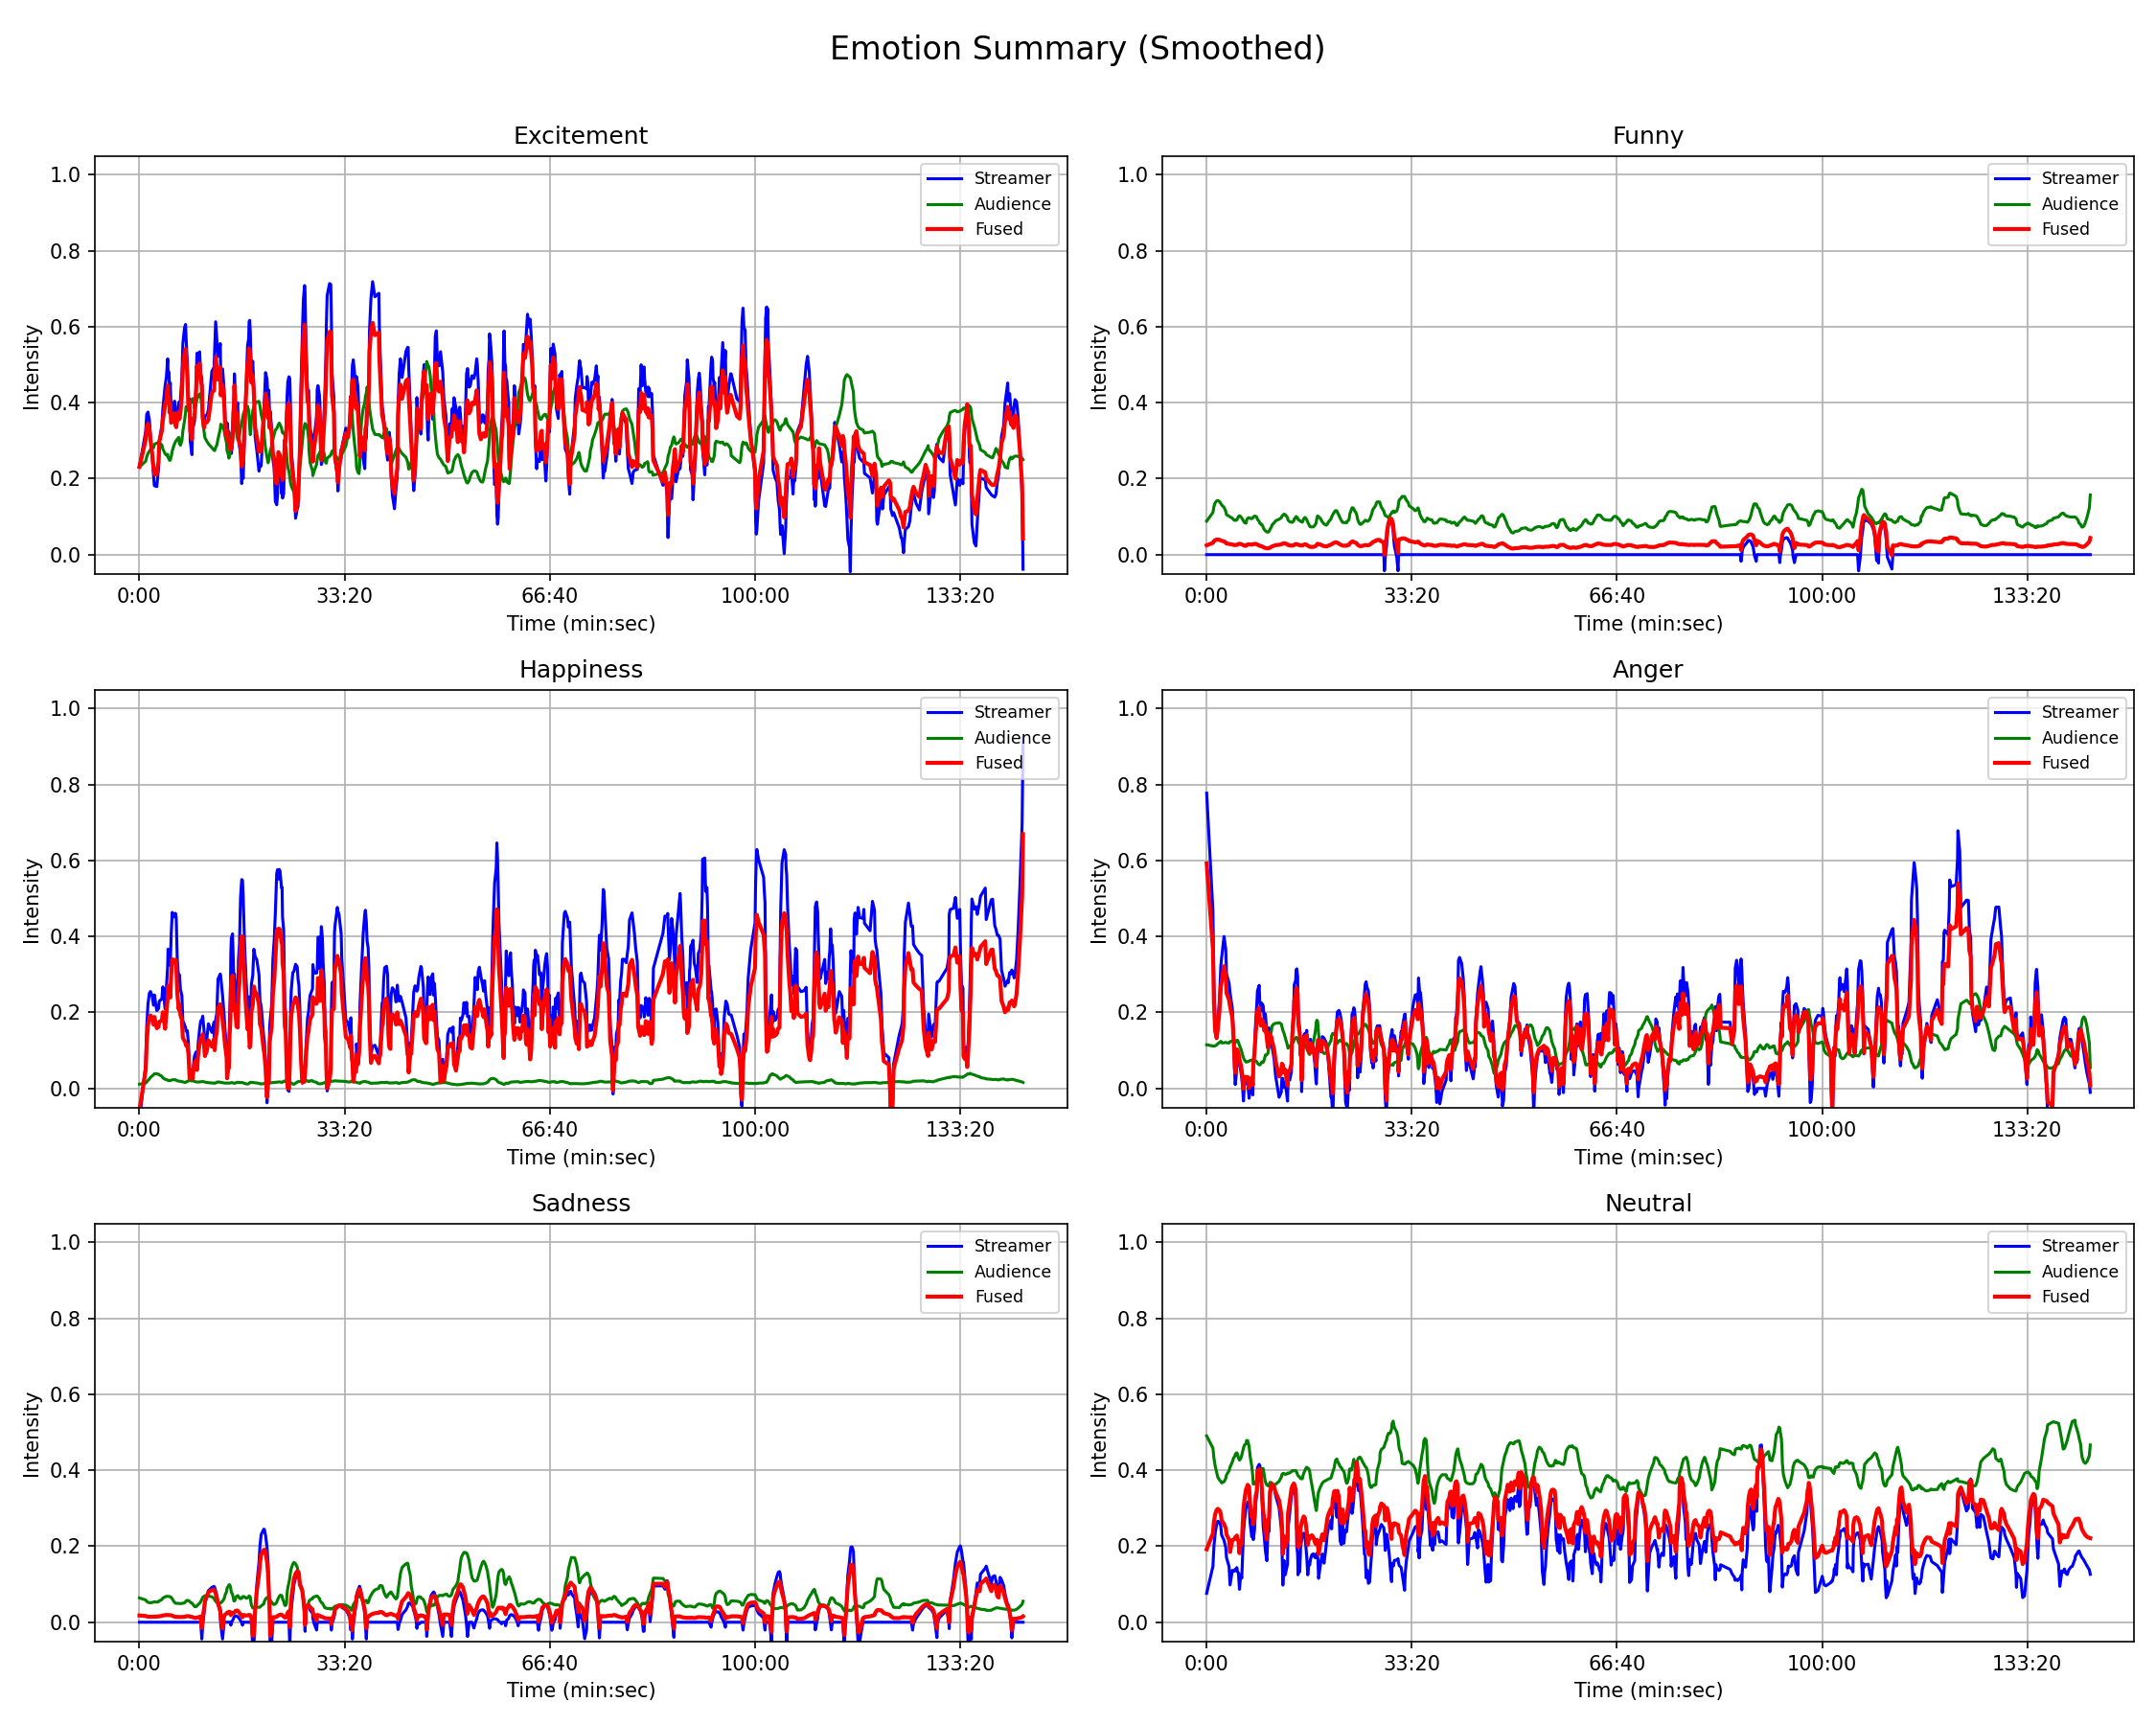 Emotion Summary (Smoothed)
Excitement
1.0
0.8
0.6
0.4
0.2
0.0
Intensity
0:00 33:20 66:40 100:00 133:20
Time (min:sec)
Streamer
Audience
Fused
Funny
1.0
0.8
0.6
0.4
0.2
0.0
Intensity
0:00 33:20 66:40 100:00 133:20
Time (min:sec)
Streamer
Audience
Fused
Happiness
1.0
0.8
0.6
0.4
0.2
0.0
Intensity
0:00 33:20 66:40 100:00 133:20
Time (min:sec)
Streamer
Audience
Fused
Anger
1.0
0.8
0.6
0.4
0.2
0.0
Intensity
0:00 33:20 66:40 100:00 133:20
Time (min:sec)
Streamer
Audience
Fused
Sadness
1.0
0.8
0.6
0.4
0.2
0.0
Intensity
0:00 33:20 66:40 100:00 133:20
Time (min:sec)
Streamer
Audience
Fused
Neutral
1.0
0.8
0.6
0.4
0.2
0.0
Intensity
0:00 33:20 66:40 100:00 133:20
Time (min:sec)
Streamer
Audience
Fused